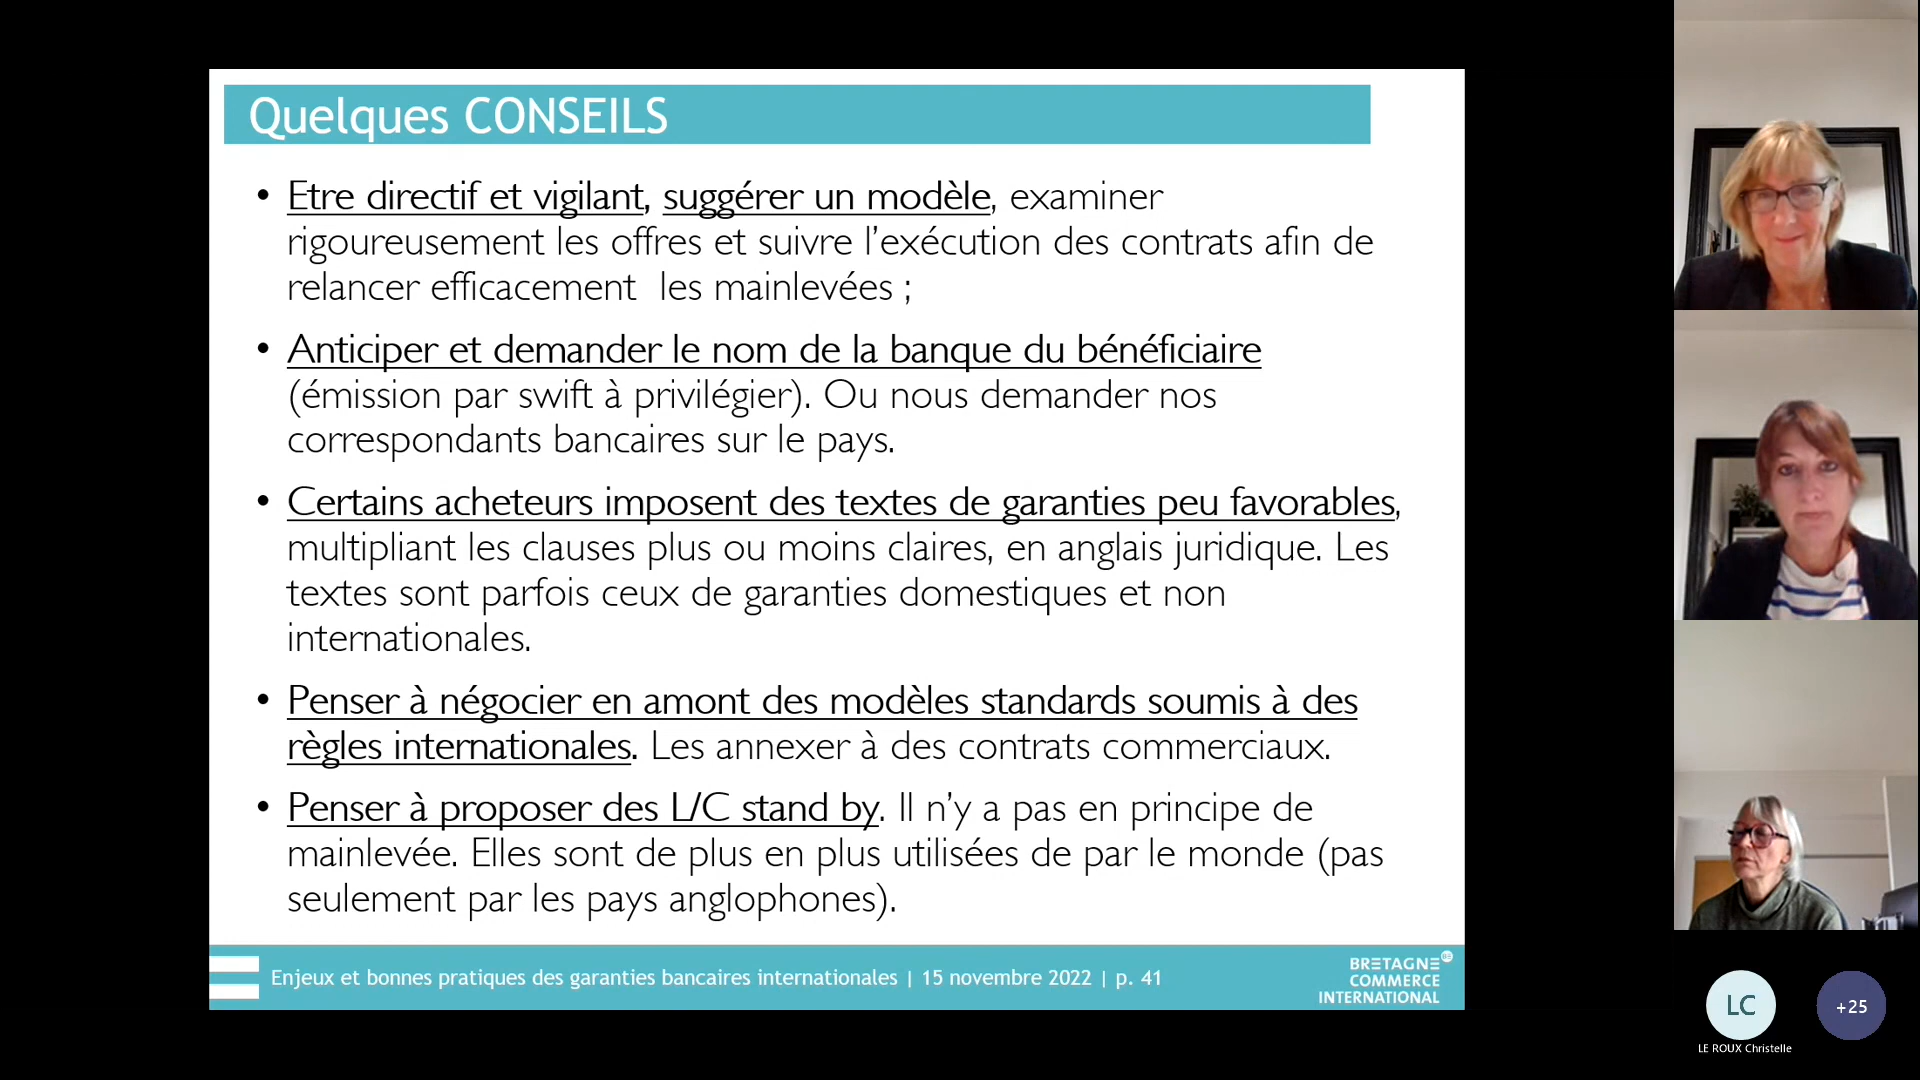 Quelques CONSEILS
• Etre directif et vigilant, suggérer un modèle, examiner
rigoureusement les offres et suivre l’exécution des contrats afin de
relancer efficacement les mainlevées ;
• Anticiper et demander le nom de la banque du bénéficiaire
(émission par swift à privilégier). Ou nous demander nos
correspondants bancaires sur le pays.
• Certains acheteurs imposent des textes de garanties peu favorables,
multipliant les clauses plus ou moins claires, en anglais juridique. Les
textes sont parfois ceux de garanties domestiques et non
internationales.
• Penser à négocier en amont des modèles standards soumis à des
règles internationales. Les annexer à des contrats commerciaux.
• Penser à proposer des L/C stand by. Il n’y a pas en principe de
mainlevée. Elles sont de plus en plus utilisées de par le monde (pas
seulement par les pays anglophones).
Enjeux et bonnes pratiques des garanties bancaires internationales | 15 novembre 2022 | p. 41
BRETAGNE
COMMERCE
INTERNATIONAL
LC
LE ROUX Christelle
+25